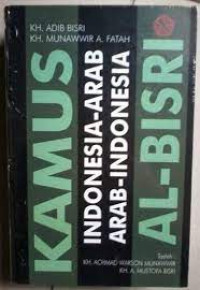 KH. ADIB BISRI
KH. MUNAWWIR A. FATAH
KAMUS
INDONESIA-ARAB
ARAB-INDONESIA
AL-BISRI
KH. ACHMAD WARSON MUNAWWIR
KH. A. MUSTOFA BISRI